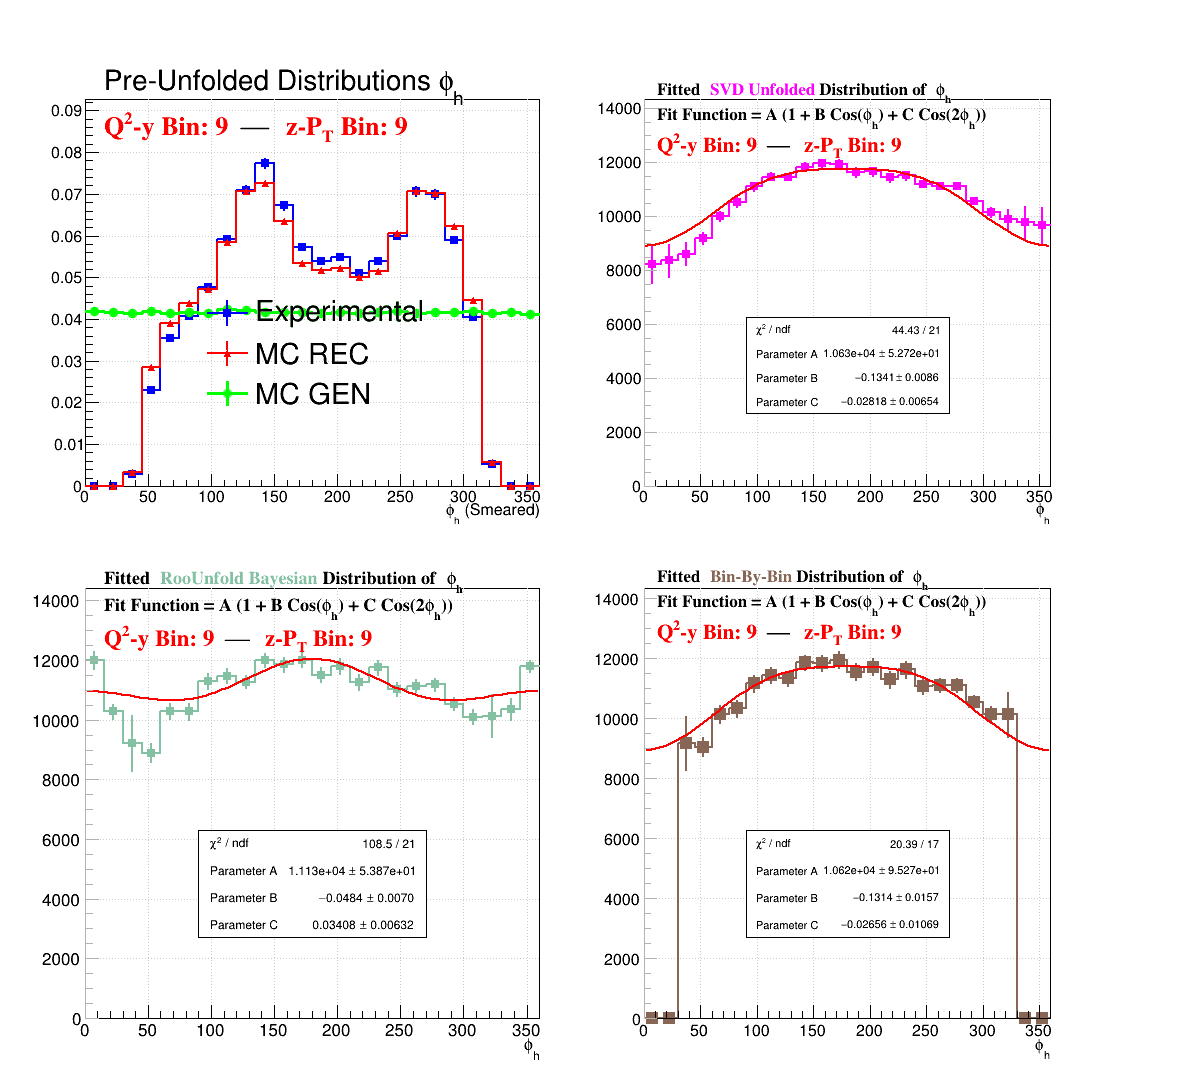 Pre-Unfolded Distributions ϕh
Q2-y Bin: 9 — z-PT Bin: 9
0.09
0.08
0.07
0.06
0.05
0.04
0.03
0.02
0.01
0
Experimental
MC REC
MC GEN
0 50 100 150 200 250 300 350
ϕh (Smeared)
Fitted SVD Unfolded Distribution of ϕh
Fit Function = A (1 + B Cos(ϕh) + C Cos(2ϕh))
Q2-y Bin: 9 — z-PT Bin: 9
14000
12000
10000
8000
6000
4000
2000
0
χ2 / ndf 44.43 / 21
Parameter A 1.063e+04 ± 5.272e+01
Parameter B −0.1341 ± 0.0086
Parameter C −0.02818 ± 0.00654
0 50 100 150 200 250 300 350
ϕh
Fitted RooUnfold Bayesian Distribution of ϕh
Fit Function = A (1 + B Cos(ϕh) + C Cos(2ϕh))
Q2-y Bin: 9 — z-PT Bin: 9
14000
12000
10000
8000
6000
4000
2000
0
χ2 / ndf 108.5 / 21
Parameter A 1.113e+04 ± 5.387e+01
Parameter B −0.0484 ± 0.0070
Parameter C 0.03408 ± 0.00632
0 50 100 150 200 250 300 350
ϕh
Fitted Bin-By-Bin Distribution of ϕh
Fit Function = A (1 + B Cos(ϕh) + C Cos(2ϕh))
Q2-y Bin: 9 — z-PT Bin: 9
14000
12000
10000
8000
6000
4000
2000
0
χ2 / ndf 20.39 / 17
Parameter A 1.062e+04 ± 9.527e+01
Parameter B −0.1314 ± 0.0157
Parameter C −0.02656 ± 0.01069
0 50 100 150 200 250 300 350
ϕh